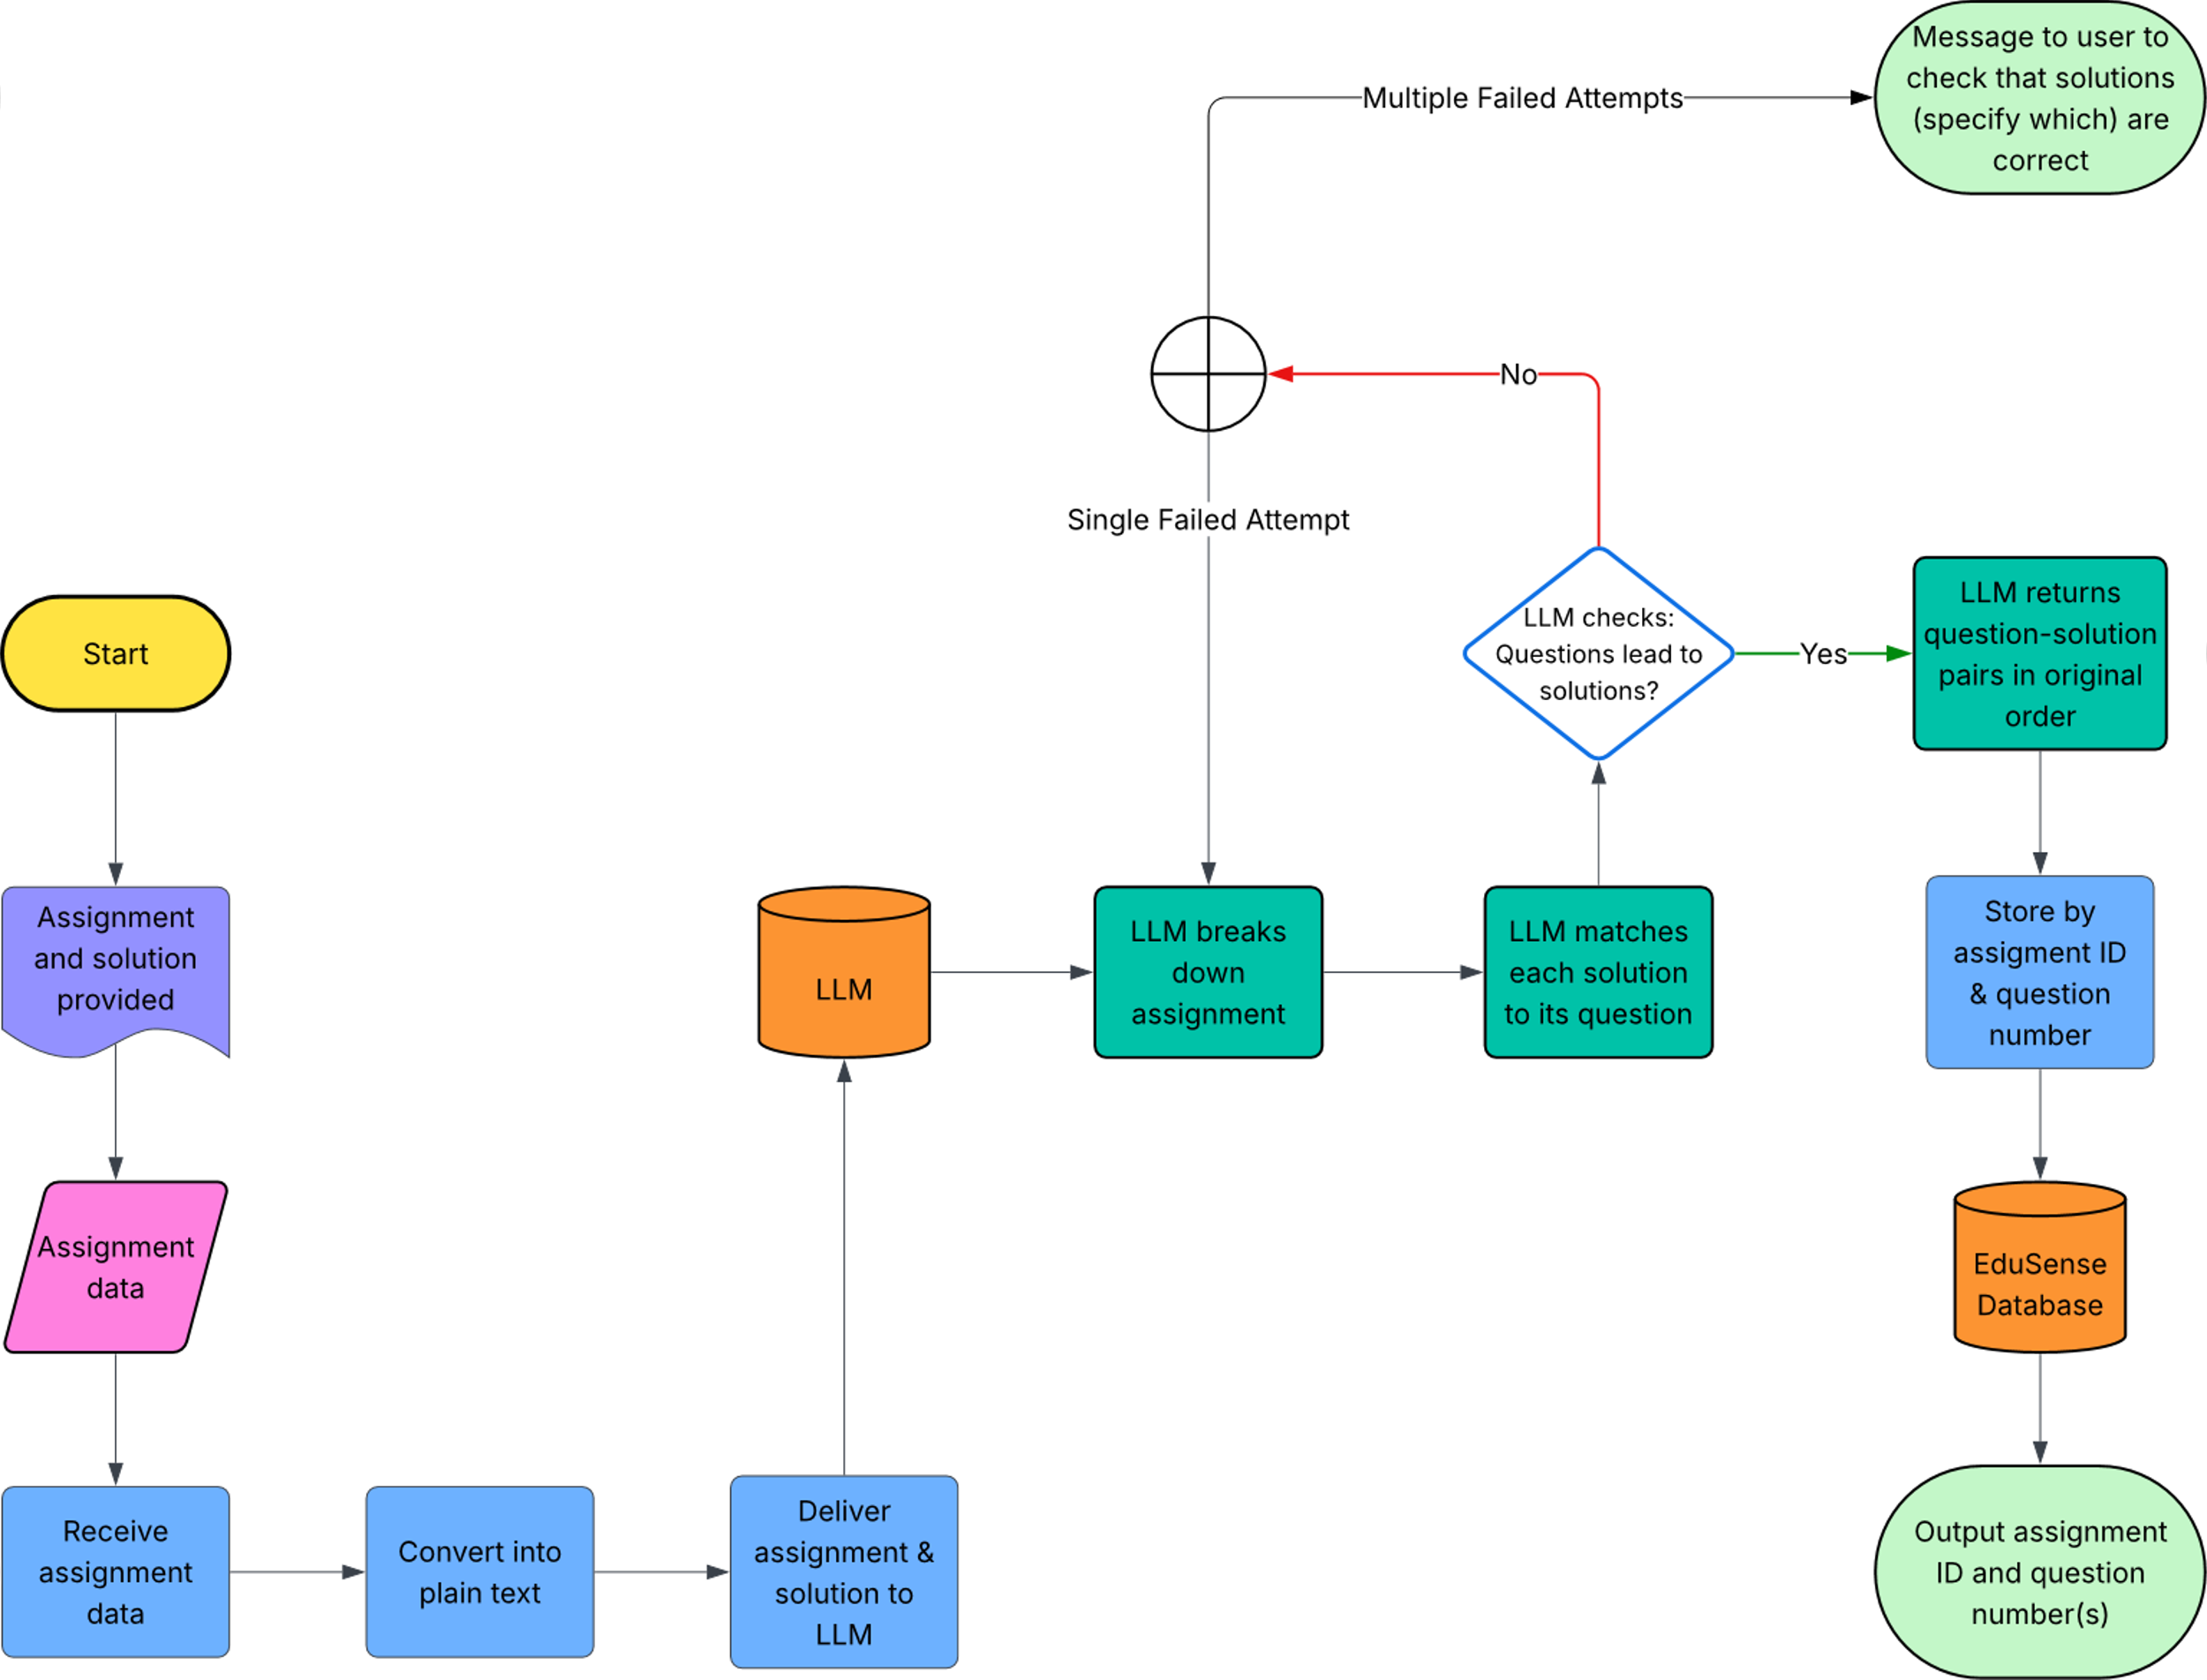 Start
Assignment
and solution
provided
Assignment
data
Receive
assignment
data
Convert into
plain text
Deliver
assignment &
solution to
LLM
LLM
LLM breaks
down
assignment
LLM matches
each solution
to its question
LLM checks:
Questions lead to
solutions?
No
Single Failed Attempt
Multiple Failed Attempts
Message to user to
check that solutions
(specify which) are
correct
Yes
LLM returns
question-solution
pairs in original
order
Store by
assigment ID
& question
number
EduSense
Database
Output assignment
ID and question
number(s)